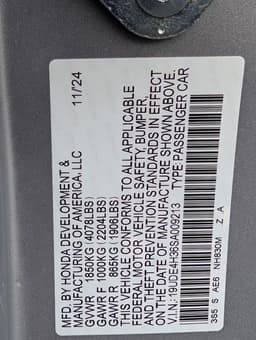 MFD. BY HONDA DEVELOPMENT &
MANUFACTURING OF AMERICA, LLC 11/'24
GVWR 1850KG (4078LBS)
GAWR F 1000KG (2204LBS)
GAWR R 865KG (1906LBS)
THIS VEHICLE CONFORMS TO ALL APPLICABLE
FEDERAL MOTOR VEHICLE SAFETY, BUMPER,
AND THEFT PREVENTION STANDARDS IN EFFECT
ON THE DATE OF MANUFACTURE SHOWN ABOVE.
V.I.N.: 19UDE4H36SA009213 TYPE: PASSENGER CAR
3S5 S AE6 NH830M Z A